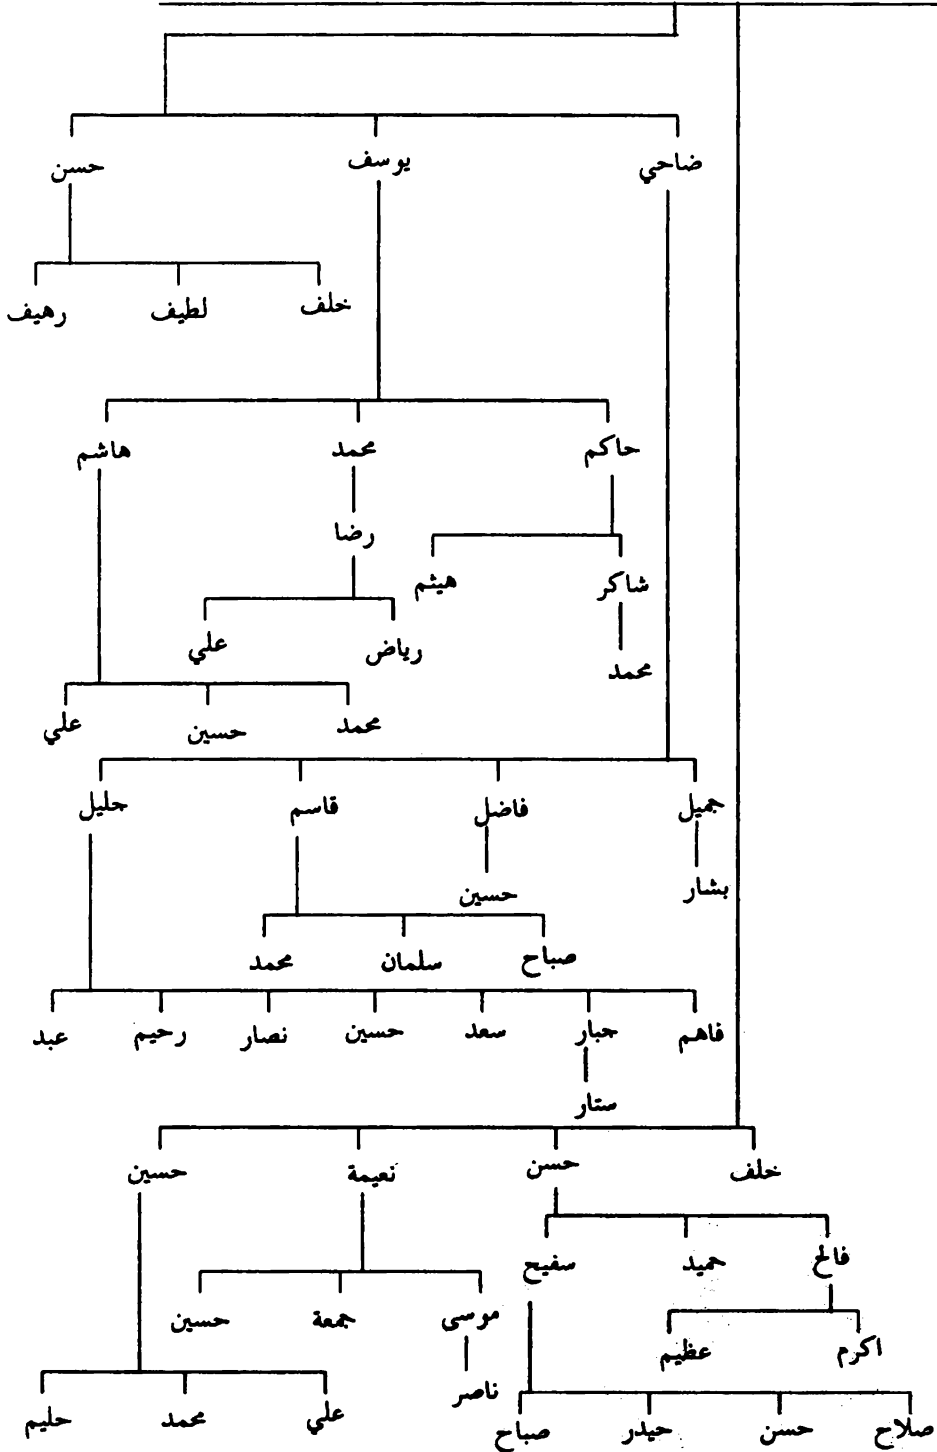 ضاحي يوسف حسن
خلف لطيف رهيف
حاكم محمد هاشم
رضا
شاكر هيثم
رياض علي
محمد
محمد حسين علي
جميل فاضل قاسم حليل
بشار
حسين
صباح سلمان محمد
فاهم جبار سعد حسين نصار رحيم عبد
ستار
خلف حسن نعيمة حسين
فالح حميد سفيح
موسى جمعة حسين
اكرم عظيم
ناصر
علي محمد حليم
صلاح حسن حيدر صباح